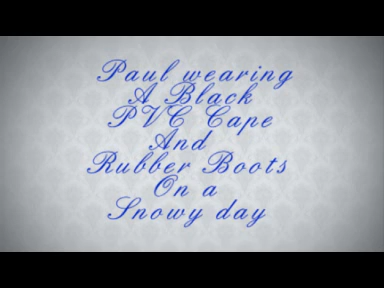 Paul wearing
A Black
PVC Cape
And
Rubber Boots
On a
Snowy day